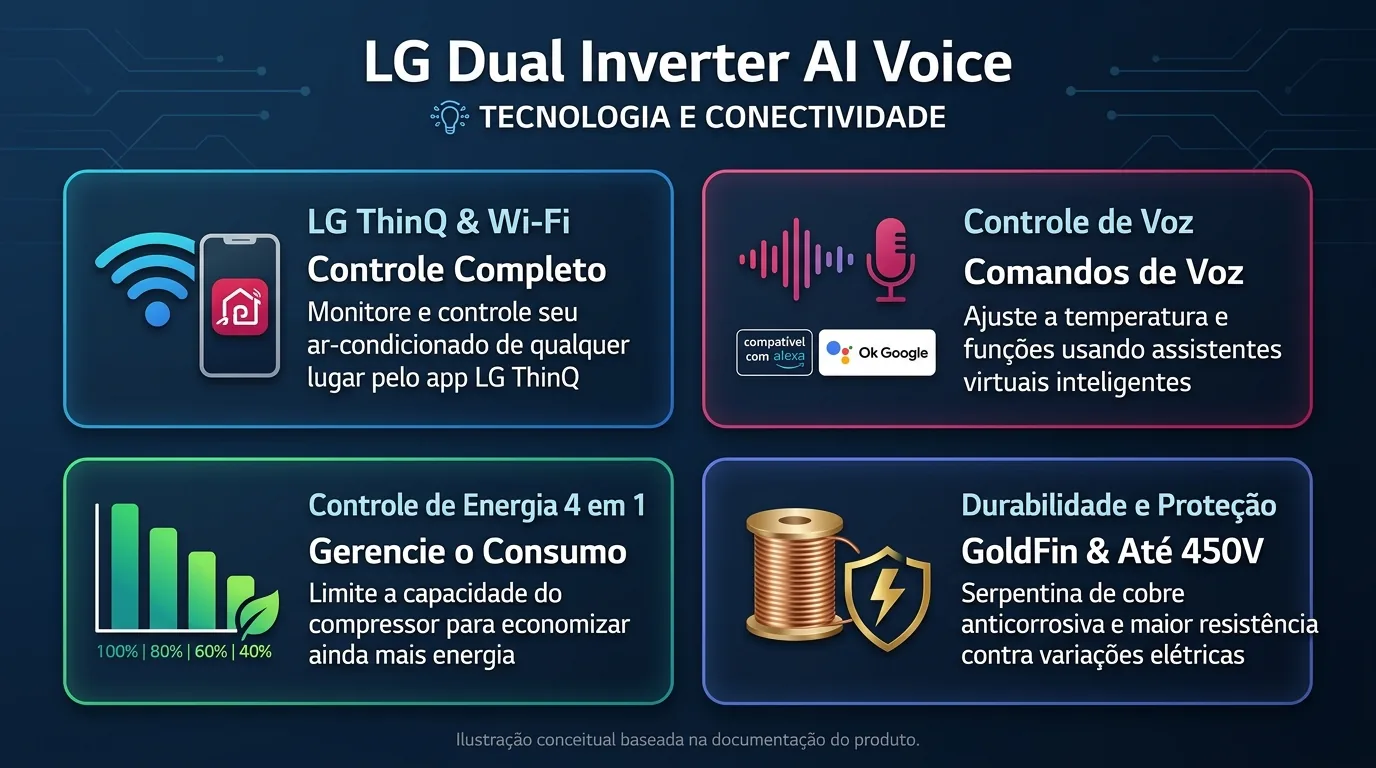 LG Dual Inverter AI Voice
TECNOLOGIA E CONECTIVIDADE
LG ThinQ & Wi-Fi
Controle Completo
Monitore e controle seu
ar-condicionado de qualquer
lugar pelo app LG ThinQ
compatível
com alexa
Ok Google
Controle de Voz
Comandos de Voz
Ajuste a temperatura e
funções usando assistentes
virtuais inteligentes
100% | 80% | 60% | 40%
Controle de Energia 4 em 1
Gerencie o Consumo
Limite a capacidade do
compressor para economizar
ainda mais energia
Durabilidade e Proteção
GoldFin & Até 450V
Serpentina de cobre
anticorrosiva e maior resistência
contra variações elétricas
Ilustração conceitual baseada na documentação do produto.